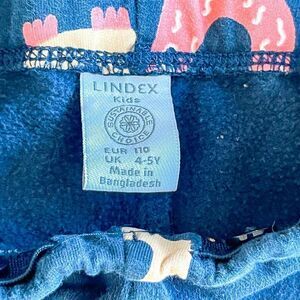 LINDEX
Kids
SUSTAINABLE
CHOICE
EUR 110
UK 4-5Y
Made in
Bangladesh